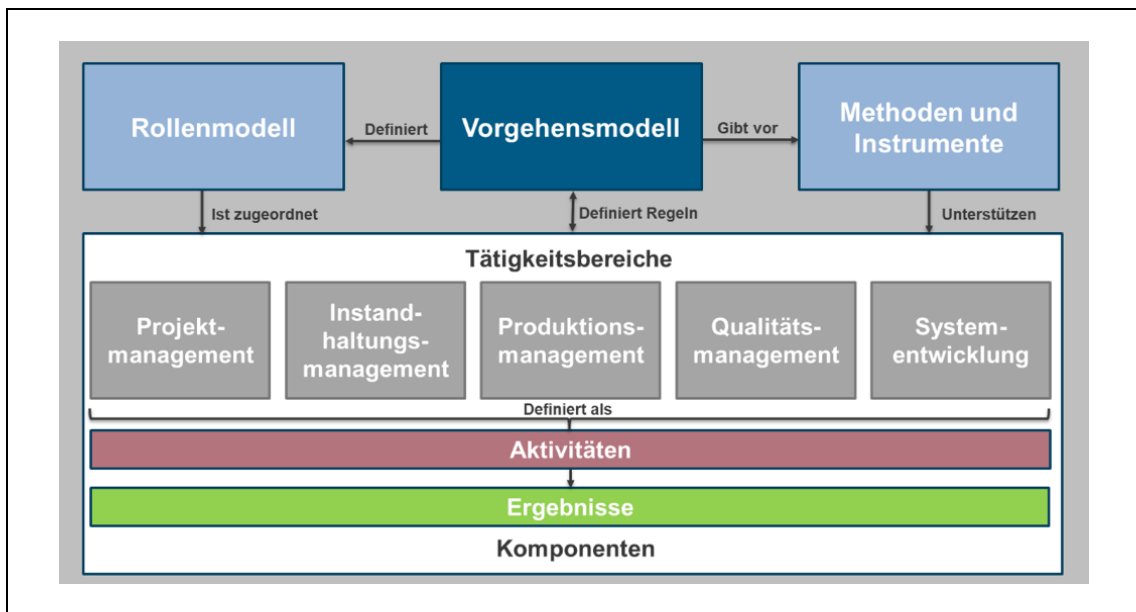 Rollenmodell
Definiert
Vorgehensmodell
Gibt vor
Methoden und
Instrumente
Ist zugeordnet
Definiert Regeln
Unterstützen
Tätigkeitsbereiche
Projekt-
management
Instand-
haltungs-
management
Produktions-
management
Qualitäts-
management
System-
entwicklung
Definiert als
Aktivitäten
Ergebnisse
Komponenten